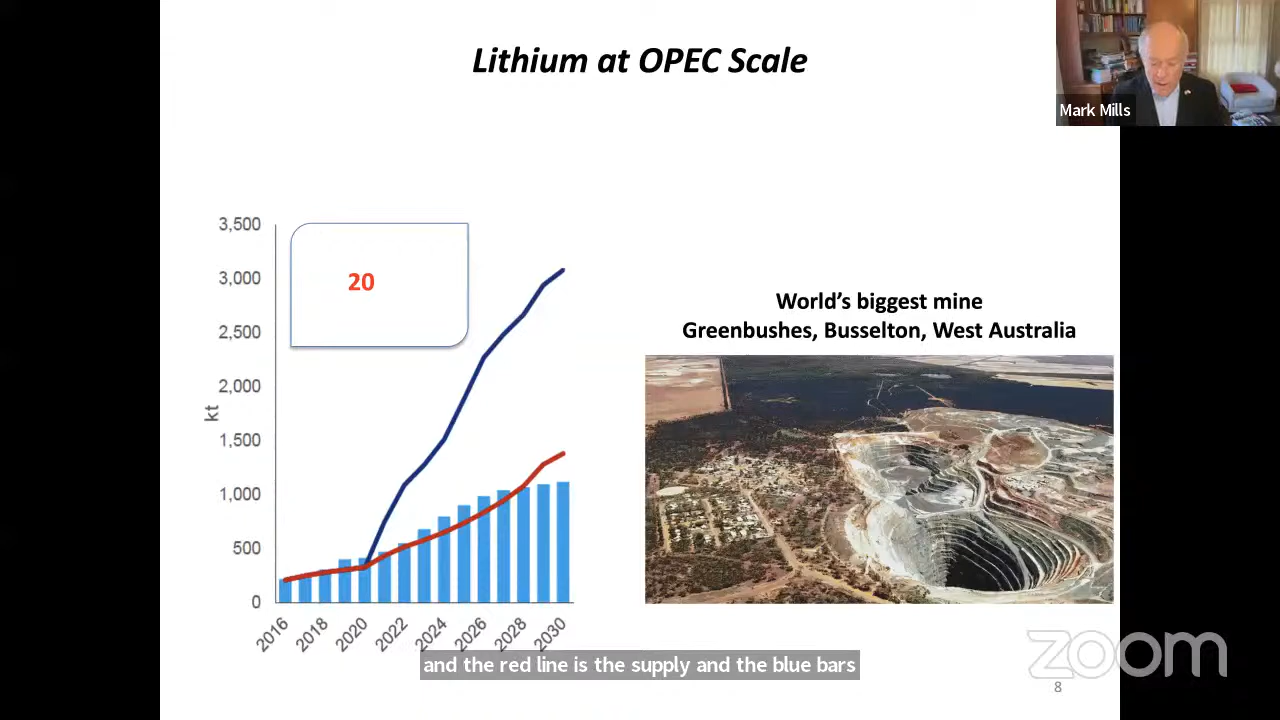 Lithium at OPEC Scale
Mark Mills
3,500
3,000
2,500
2,000
1,500
1,000
500
0
kt
20
2016
2018
2020
2022
2024
2026
2028
2030
World's biggest mine
Greenbushes, Busselton, West Australia
and the red line is the supply and the blue bars
zoom
8